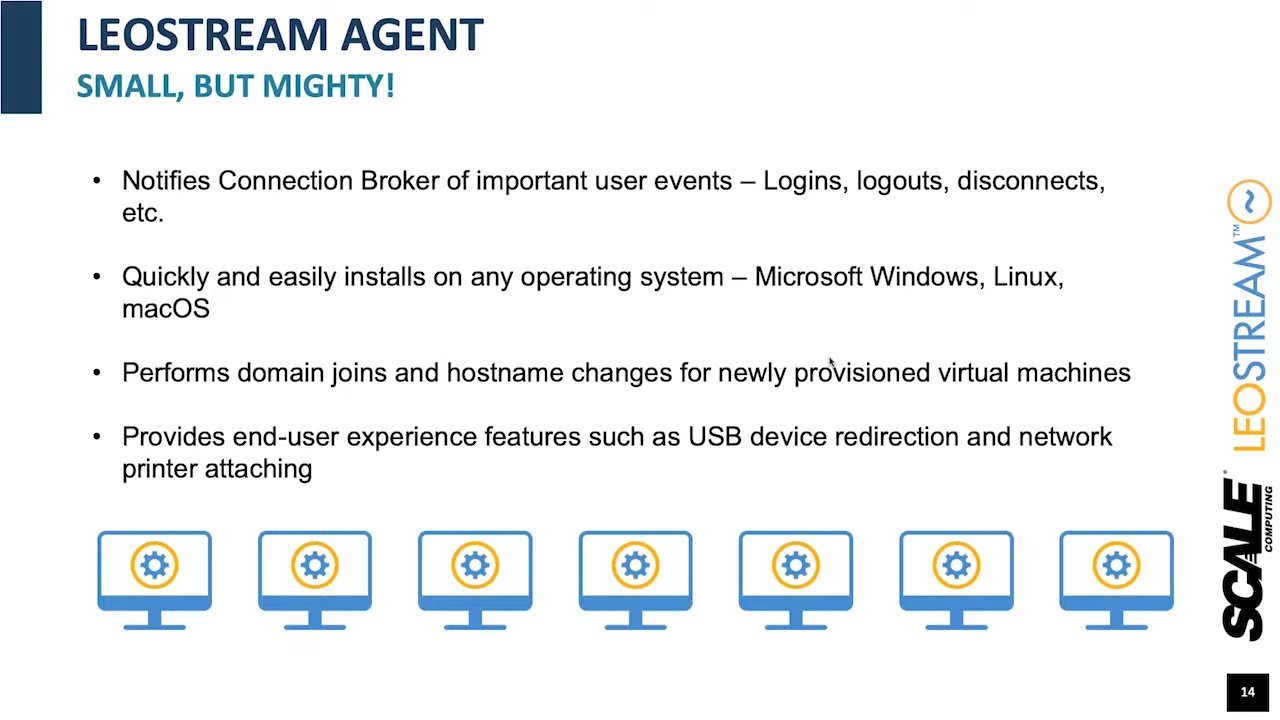 LEOSTREAM AGENT
SMALL, BUT MIGHTY!
• Notifies Connection Broker of important user events – Logins, logouts, disconnects,
etc.
• Quickly and easily installs on any operating system – Microsoft Windows, Linux,
macOS
• Performs domain joins and hostname changes for newly provisioned virtual machines
• Provides end-user experience features such as USB device redirection and network
printer attaching
LEOSTREAM™
SCALE®
COMPUTING
14